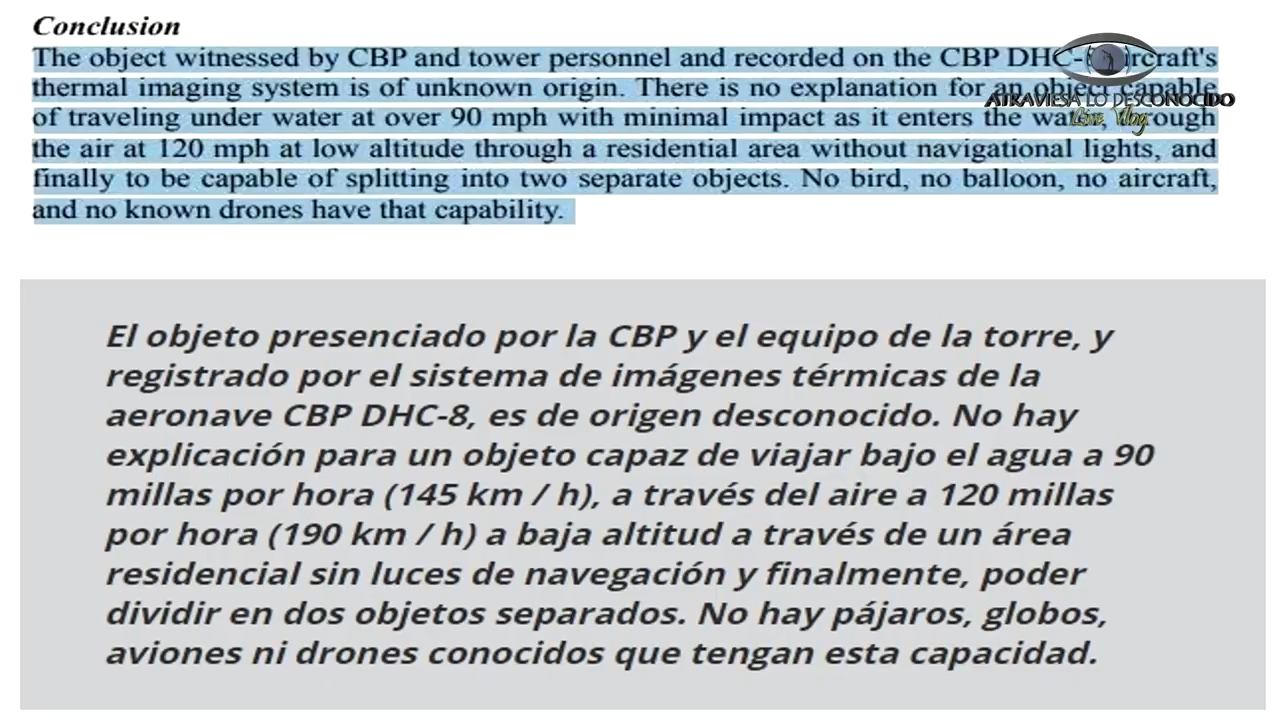 Conclusion
The object witnessed by CBP and tower personnel and recorded on the CBP DHC- aircraft's
thermal imaging system is of unknown origin. There is no explanation for an object capable
of traveling under water at over 90 mph with minimal impact as it enters the water, through
the air at 120 mph at low altitude through a residential area without navigational lights, and
finally to be capable of splitting into two separate objects. No bird, no balloon, no aircraft,
and no known drones have that capability.
ATRAVIESA LO DESCONOCIDO
Live Vlog
El objeto presenciado por la CBP y el equipo de la torre, y
registrado por el sistema de imágenes térmicas de la
aeronave CBP DHC-8, es de origen desconocido. No hay
explicación para un objeto capaz de viajar bajo el agua a 90
millas por hora (145 km / h), a través del aire a 120 millas
por hora (190 km / h) a baja altitud a través de un área
residencial sin luces de navegación y finalmente, poder
dividir en dos objetos separados. No hay pájaros, globos,
aviones ni drones conocidos que tengan esta capacidad.